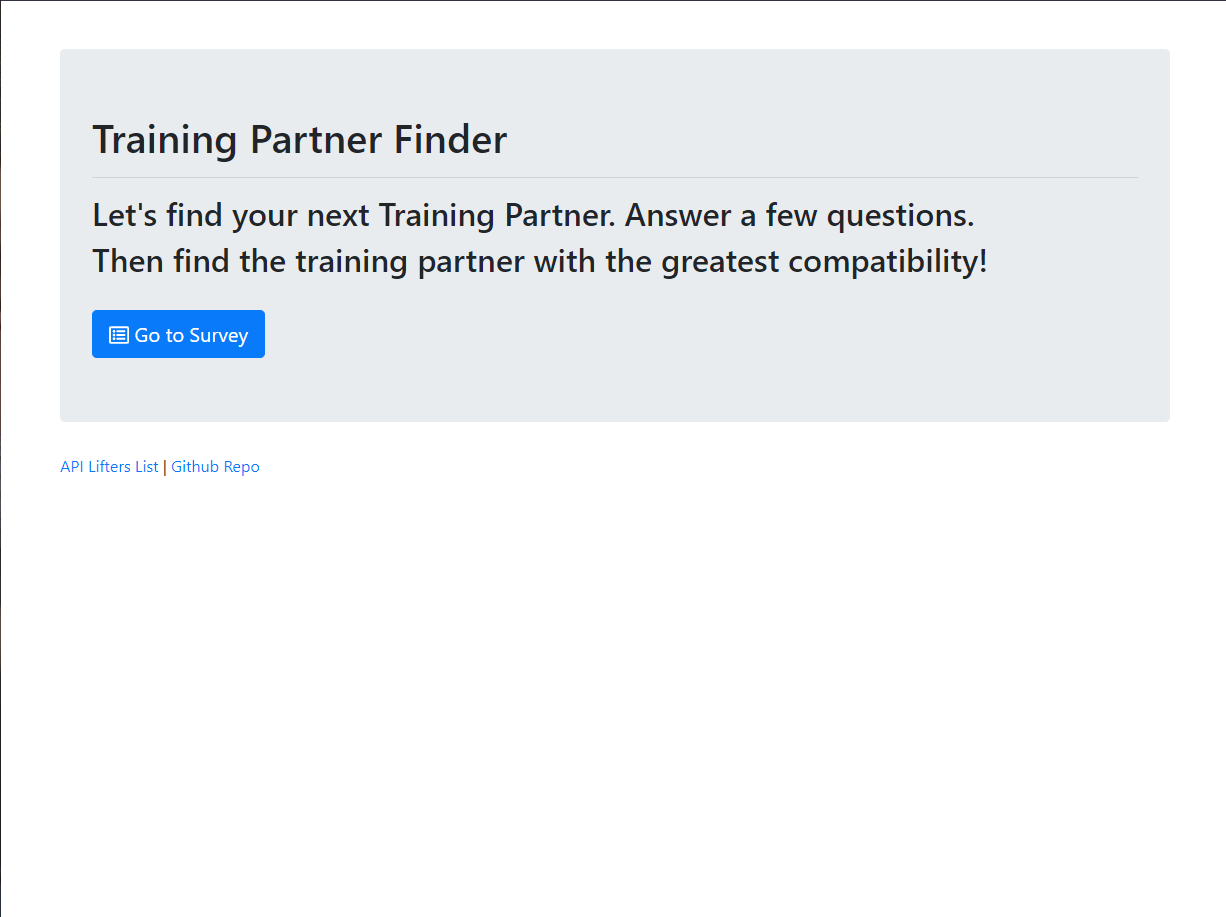 Training Partner Finder
Let's find your next Training Partner. Answer a few questions.
Then find the training partner with the greatest compatibility!
Go to Survey
API Lifters List | Github Repo